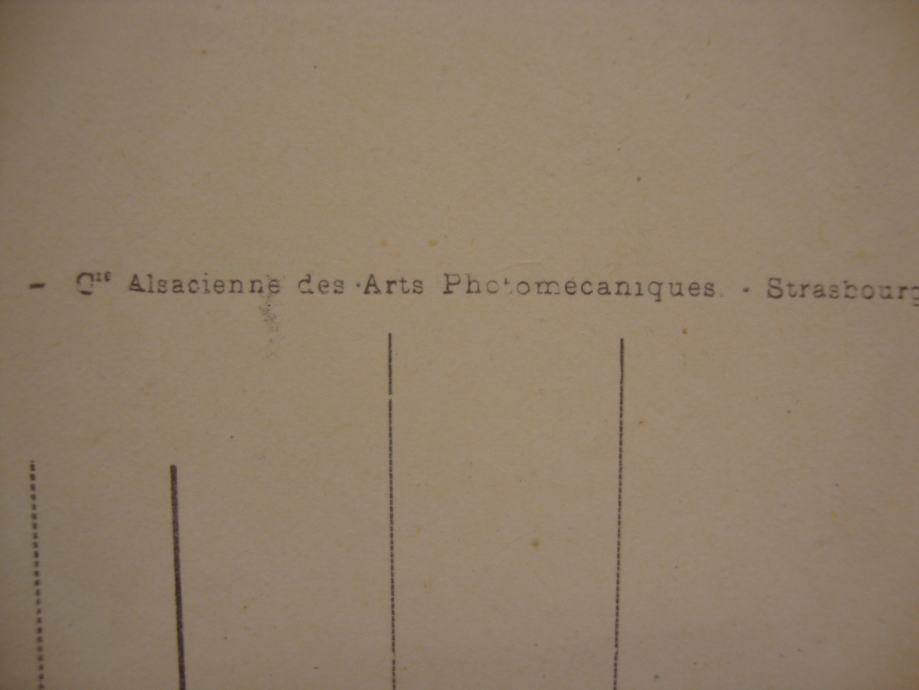 - Cie Alsacienne des Arts Photomecaniques. - Strasbourg